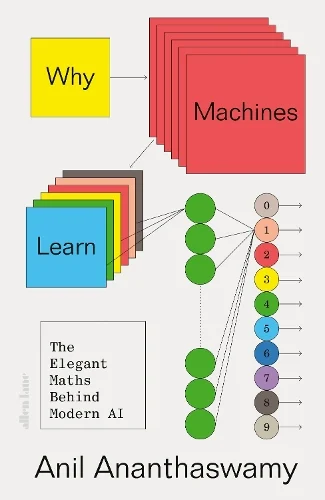 Why
Machines
Learn
0
1
2
3
4
5
6
7
8
9
The
Elegant
Maths
Behind
Modern AI
allen lane
Anil Ananthaswamy